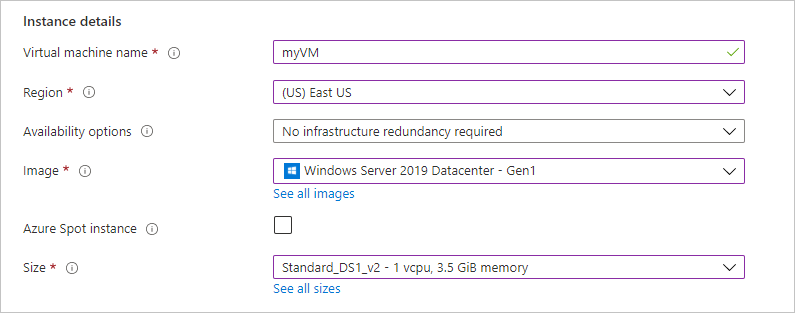 Instance details
Virtual machine name * myVM
Region * (US) East US
Availability options No infrastructure redundancy required
Image * Windows Server 2019 Datacenter - Gen1
See all images
Azure Spot instance
Size * Standard_DS1_v2 - 1 vcpu, 3.5 GiB memory
See all sizes